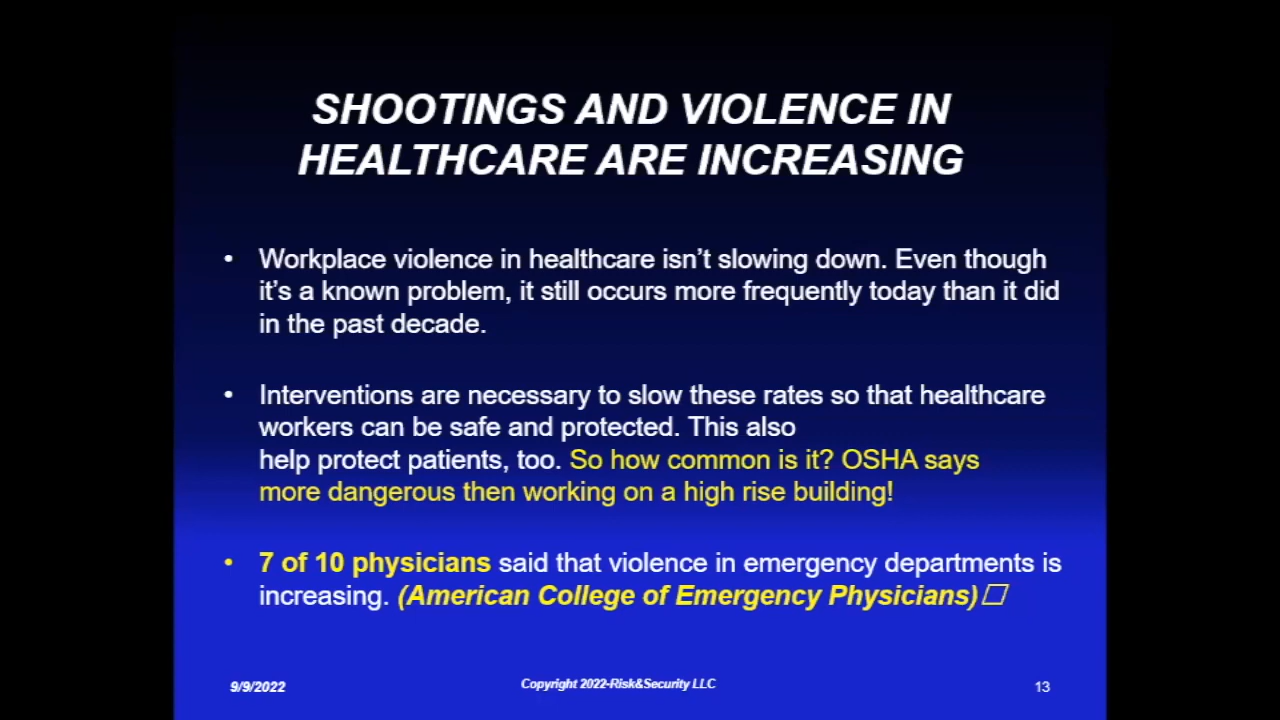 SHOOTINGS AND VIOLENCE IN
HEALTHCARE ARE INCREASING
• Workplace violence in healthcare isn't slowing down. Even though
it's a known problem, it still occurs more frequently today than it did
in the past decade.
• Interventions are necessary to slow these rates so that healthcare
workers can be safe and protected. This also
help protect patients, too. So how common is it? OSHA says
more dangerous then working on a high rise building!
• 7 of 10 physicians said that violence in emergency departments is
increasing. (American College of Emergency Physicians)□
9/9/2022
Copyright 2022-Risk&Security LLC
13